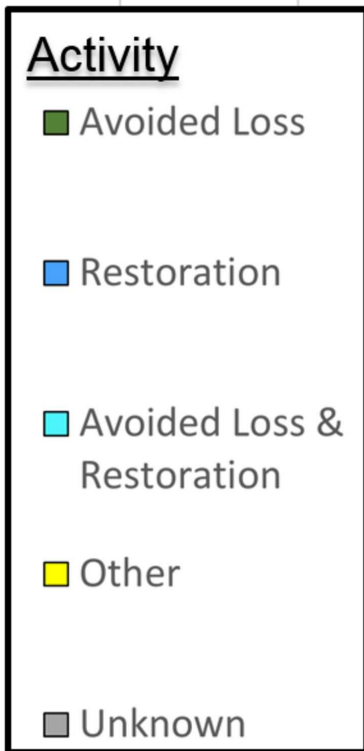 Activity
Avoided Loss
Restoration
Avoided Loss &
Restoration
Other
Unknown